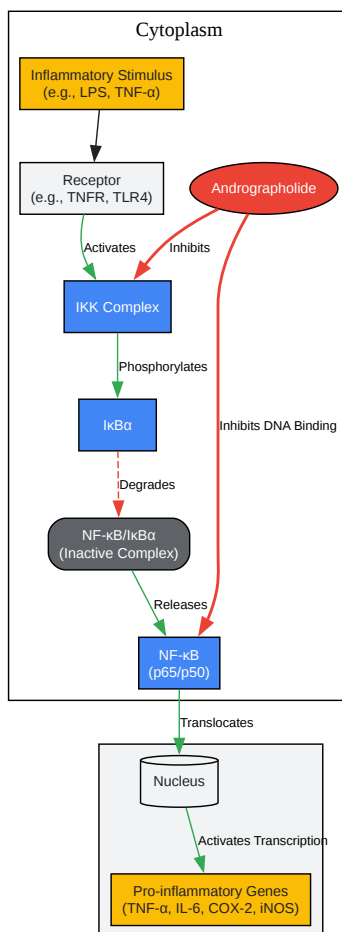 Cytoplasm
Inflammatory Stimulus
(e.g., LPS, TNF-α)
Receptor
(e.g., TNFR, TLR4)
Andrographolide
Activates
Inhibits
IKK Complex
Phosphorylates
IκBα
Inhibits DNA Binding
Degrades
NF-κB/IκBα
(Inactive Complex)
Releases
NF-κB
(p65/p50)
Translocates
Nucleus
Activates Transcription
Pro-inflammatory Genes
(TNF-α, IL-6, COX-2, iNOS)